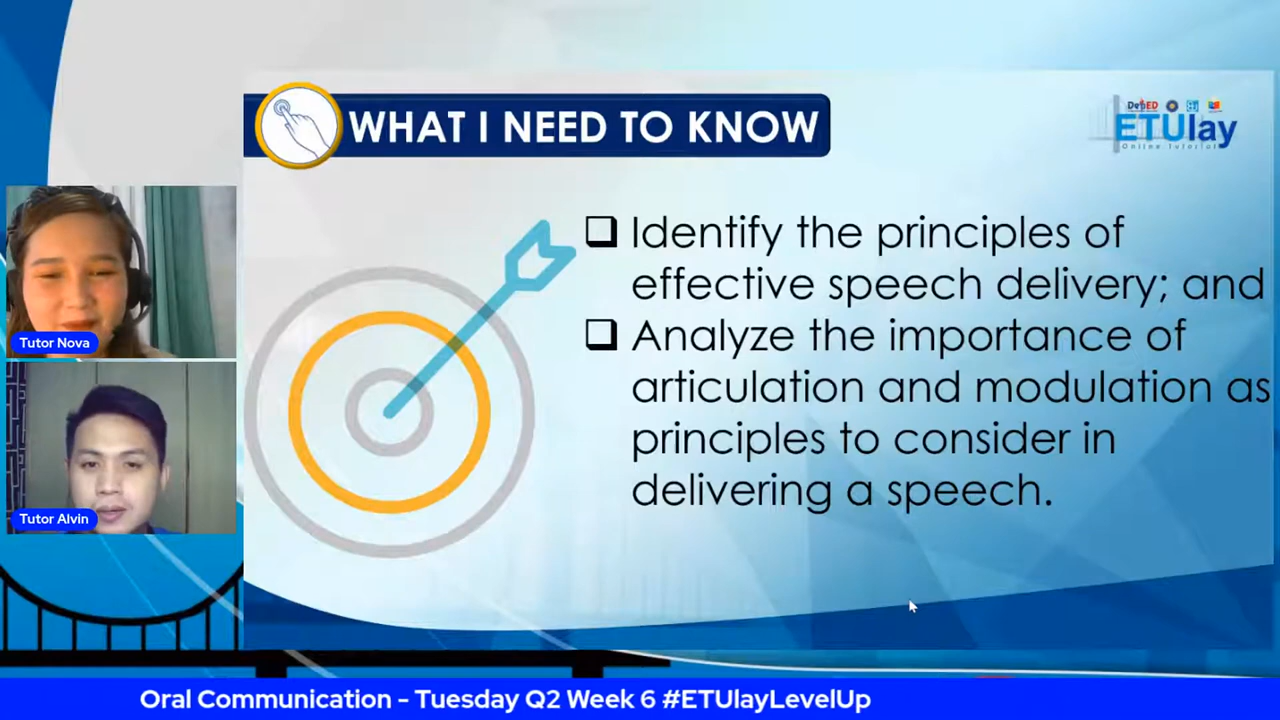 WHAT I NEED TO KNOW
DepED
ETUlay
Online Tutorial
Identify the principles of
effective speech delivery; and
Analyze the importance of
articulation and modulation as
principles to consider in
delivering a speech.
Tutor Nova
Tutor Alvin
Oral Communication - Tuesday Q2 Week 6 #ETUlayLevelUp